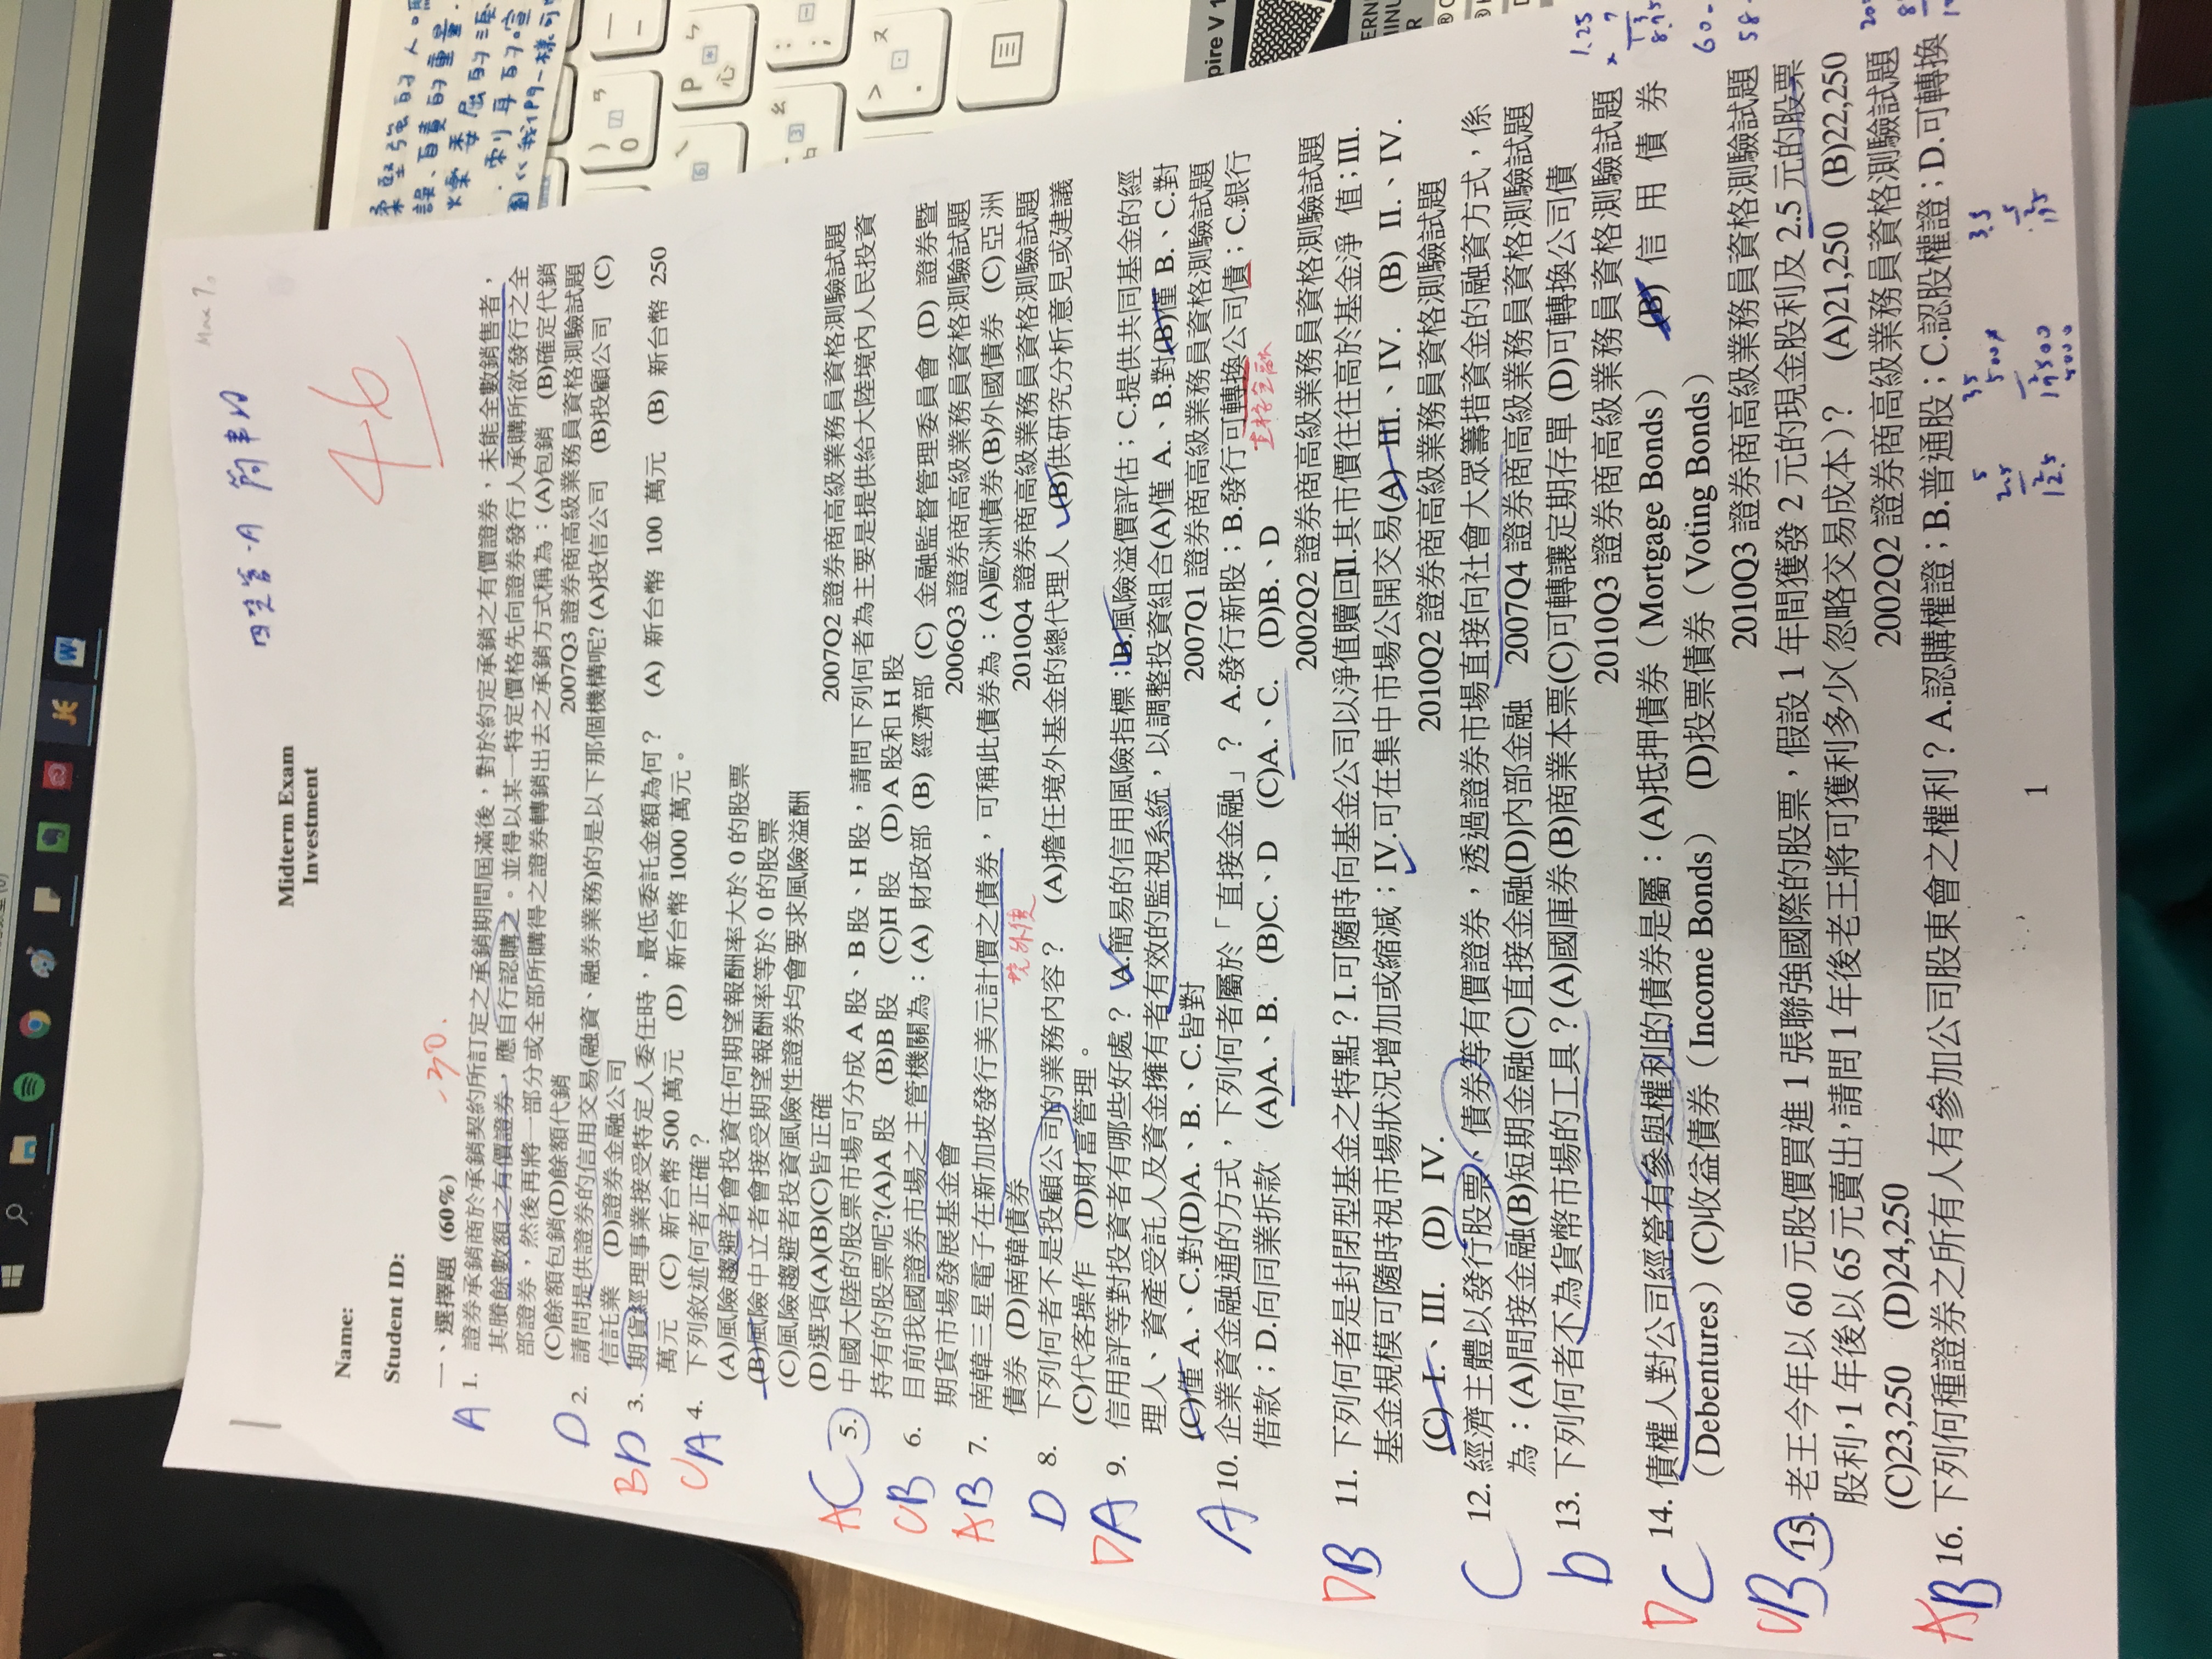 Max 7.
Midterm Exam
Investment
46
Name:
Student ID:
一、選擇題 (60%) -30.
A 1. 證券承銷商於承銷契約所訂定之承銷期間屆滿後，對於約定承銷之有價證券，未能全數銷售者，
其賸餘數額之有價證券，應自行認購之。並得以某一特定價格先向證券發行人承購所欲發行之全
部證券，然後再將一部分或全部所購得之證券轉銷出去之承銷方式稱為：(A)包銷 (B)確定代銷
(C)餘額包銷(D)餘額代銷 2007Q3 證券商高級業務員資格測驗試題
D 2. 請問提供證券的信用交易(融資、融券業務)的是以下那個機構呢? (A)投信公司 (B)投顧公司 (C)
信託業 (D)證券金融公司
B D 3. 期貨經理事業接受特定人委任時，最低委託金額為何？ (A) 新台幣 100 萬元 (B) 新台幣 250
萬元 (C) 新台幣 500 萬元 (D) 新台幣 1000 萬元。
C A 4. 下列敘述何者正確？
(A)風險趨避者會投資任何期望報酬率大於 0 的股票
(B)風險中立者會接受期望報酬率等於 0 的股票
(C)風險趨避者投資風險性證券均會要求風險溢酬
(D)選項(A)(B)(C)皆正確 2007Q2 證券商高級業務員資格測驗試題
A C 5. 中國大陸的股票市場可分成 A 股、B 股、H 股，請問下列何者為主要是提供給大陸境內人民投資
持有的股票呢?(A)A 股 (B)B 股 (C)H 股 (D) A 股和 H 股
C B 6. 目前我國證券市場之主管機關為：(A) 財政部 (B) 經濟部 (C) 金融監督管理委員會 (D) 證券暨
期貨市場發展基金會 2006Q3 證券商高級業務員資格測驗試題
A B 7. 南韓三星電子在新加坡發行美元計價之債券，可稱此債券為：(A)歐洲債券(B)外國債券 (C)亞洲
債券 (D)南韓債券 境外債 2010Q4 證券商高級業務員資格測驗試題
D 8. 下列何者不是投顧公司的業務內容？ (A)擔任境外基金的總代理人 (B)供研究分析意見或建議
(C)代客操作 (D)財富管理。
D A 9. 信用評等對投資者有哪些好處？ A.簡易的信用風險指標；B.風險溢價評估；C.提供共同基金的經
理人、資產受託人及資金擁有者有效的監視系統，以調整投資組合(A)僅 A.、B.對(B)僅 B.、C.對
(C)僅 A.、C.對(D)A.、B.、C.皆對 2007Q1 證券商高級業務員資格測驗試題
A 10. 企業資金融通的方式，下列何者屬於「直接金融」？ A.發行新股；B.發行可轉換公司債；C.銀行
借款；D.向同業拆款 (A)A.、B. (B)C.、D (C)A.、C. (D)B.、D 直接金融
2002Q2 證券商高級業務員資格測驗試題
D B 11. 下列何者是封閉型基金之特點？I.可隨時向基金公司以淨值贖回II.其市價往往高於基金淨 值；III.
基金規模可隨時視市場狀況增加或縮減；IV.可在集中市場公開交易(A) III.、IV. (B) II.、IV.
(C) I.、III. (D) IV. 2010Q2 證券商高級業務員資格測驗試題
C 12. 經濟主體以發行股票、債券等有價證券，透過證券市場直接向社會大眾籌措資金的融資方式，係
為：(A)間接金融(B)短期金融(C)直接金融(D)內部金融 2007Q4 證券商高級業務員資格測驗試題
D 13. 下列何者不為貨幣市場的工具？(A)國庫券(B)商業本票(C)可轉讓定期存單 (D)可轉換公司債
2010Q3 證券商高級業務員資格測驗試題
D C 14. 債權人對公司經營有參與權利的債券是屬：(A)抵押債券（Mortgage Bonds） (B) 信用債券
（Debentures）(C)收益債券（Income Bonds） (D)投票債券（Voting Bonds）
2010Q3 證券商高級業務員資格測驗試題
C B 15. 老王今年以 60 元股價買進 1 張聯強國際的股票，假設 1 年間獲發 2 元的現金股利及 2.5 元的股票
股利，1 年後以 65 元賣出，請問 1 年後老王將可獲利多少(忽略交易成本)？ (A)21,250 (B)22,250
(C)23,250 (D)24,250 2002Q2 證券商高級業務員資格測驗試題
A B 16. 下列何種證券之所有人有參加公司股東會之權利？A.認購權證；B.普通股；C.認股權證；D.可轉換
1
1.25
60
58
5
2.5
12.5
35
500
3.5
5
柔堅強的人
誤、自責的重量
委屈的淚
刺耳的喧
我們一樣可
pire V 1
P
心
0